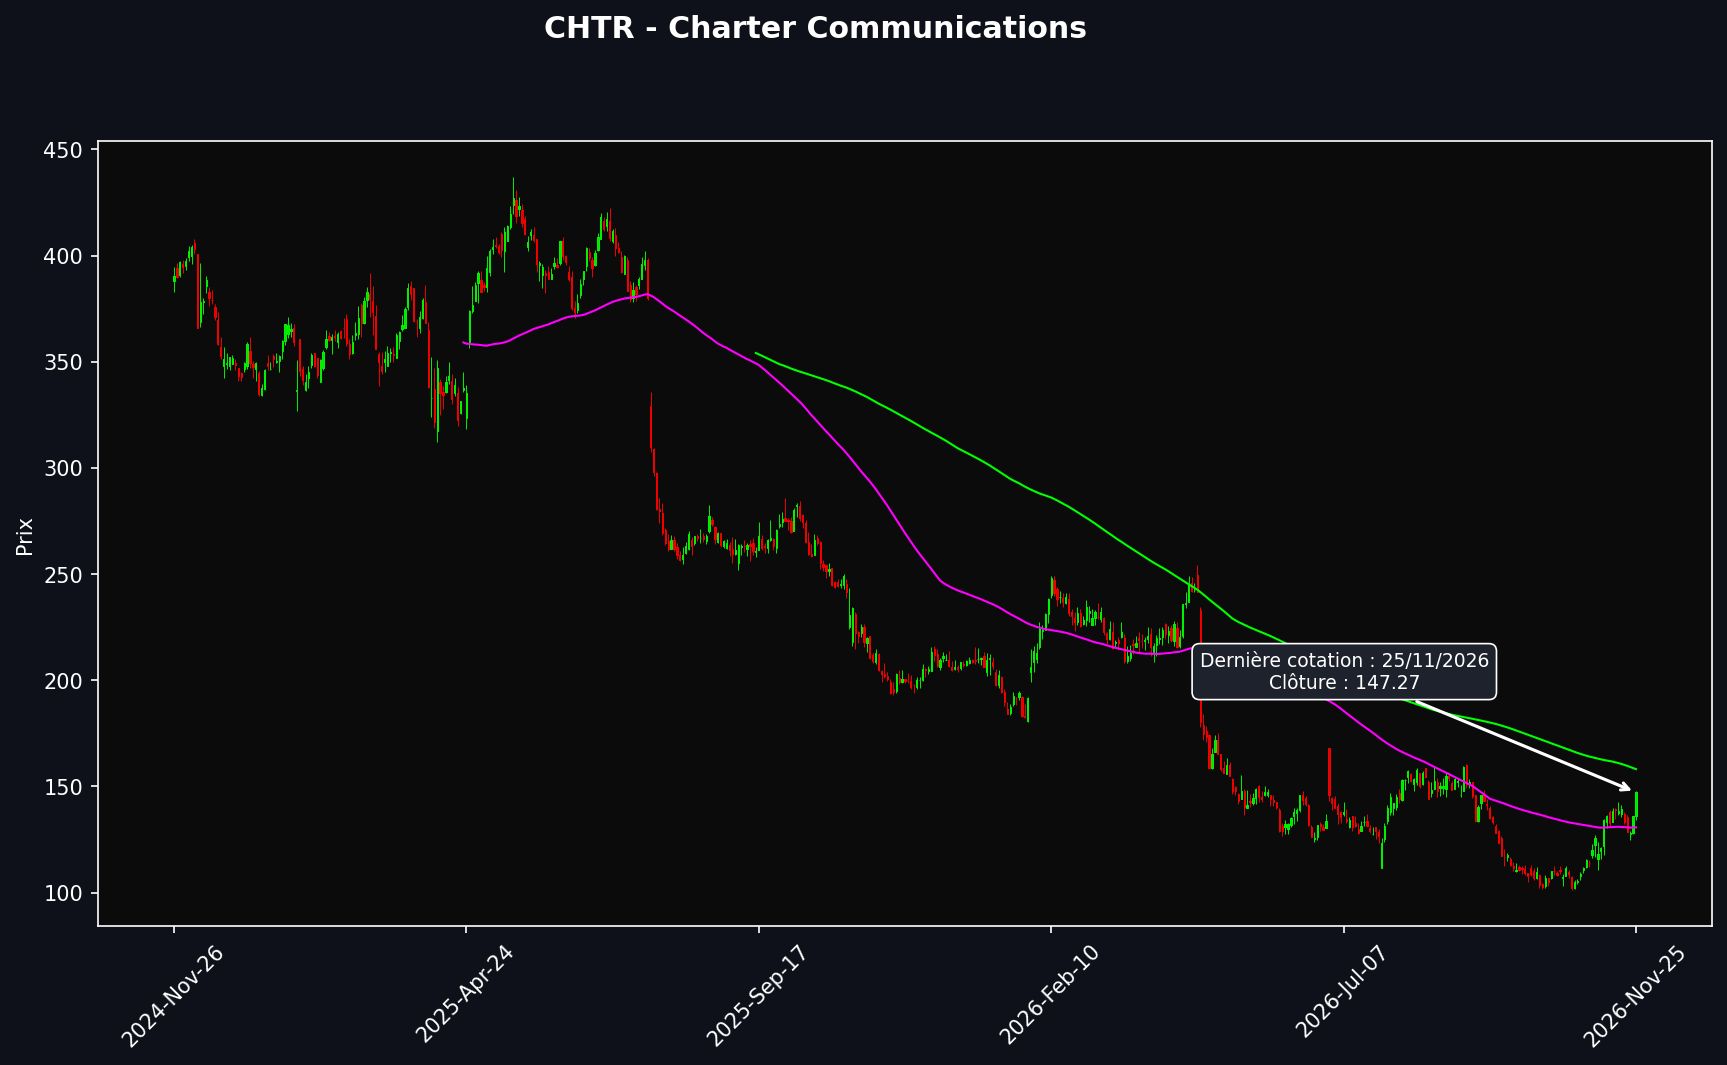 CHTR - Charter Communications
Prix
450
400
350
300
250
200
150
100
Dernière cotation : 25/11/2026
Clôture : 147.27
2024-Nov-26
2025-Apr-24
2025-Sep-17
2026-Feb-10
2026-Jul-07
2026-Nov-25